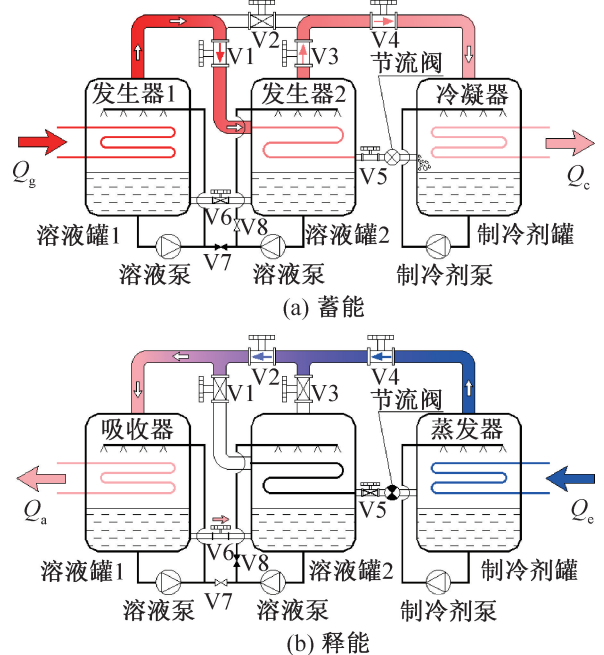 V2
V1
V3
V4
节流阀
发生器1
发生器2
冷凝器
Qg
Qc
V5
V6
V8
溶液罐1
溶液罐2
制冷剂罐
V7
溶液泵
溶液泵
制冷剂泵
(a) 蓄能
V2
V4
V1
V3
节流阀
吸收器
蒸发器
Qa
Qe
V5
V6
V8
溶液罐1
溶液罐2
制冷剂罐
V7
溶液泵
溶液泵
制冷剂泵
(b) 释能